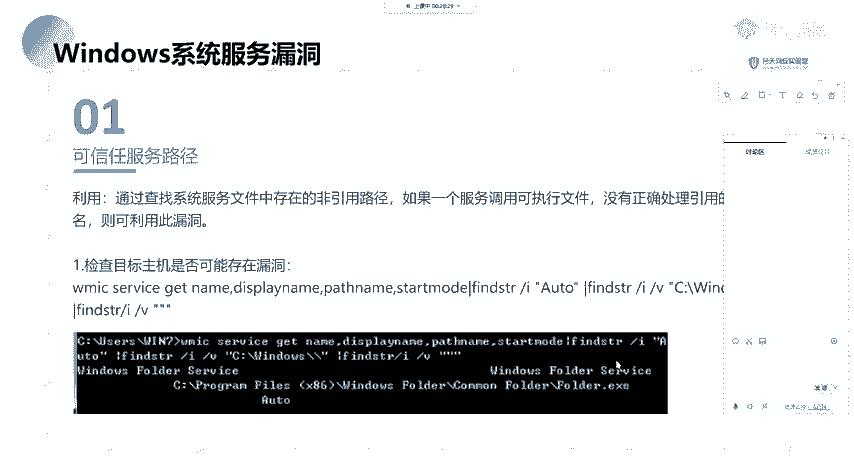 上课中 00:28:29
Windows系统服务漏洞
01
可信任服务路径
利用：通过查找系统服务文件中存在的非引用路径，如果一个服务调用可执行文件，没有正确处理引用的
名，则可利用此漏洞。
1.检查目标主机是否可能存在漏洞：
wmic service get name,displayname,pathname,startmode|findstr /i "Auto" |findstr /i /v "C:\Wind
|findstr/i /v """
C:\Users\WIN7>wmic service get name,displayname,pathname,startmode|findstr /i "A
uto" |findstr /i /v "C:\Windows\\" |findstr/i /v """
Windows Folder Service Windows Folder Service
C:\Program Files (x86)\Windows Folder\Common Folder\Folder.exe
Auto
讨论区